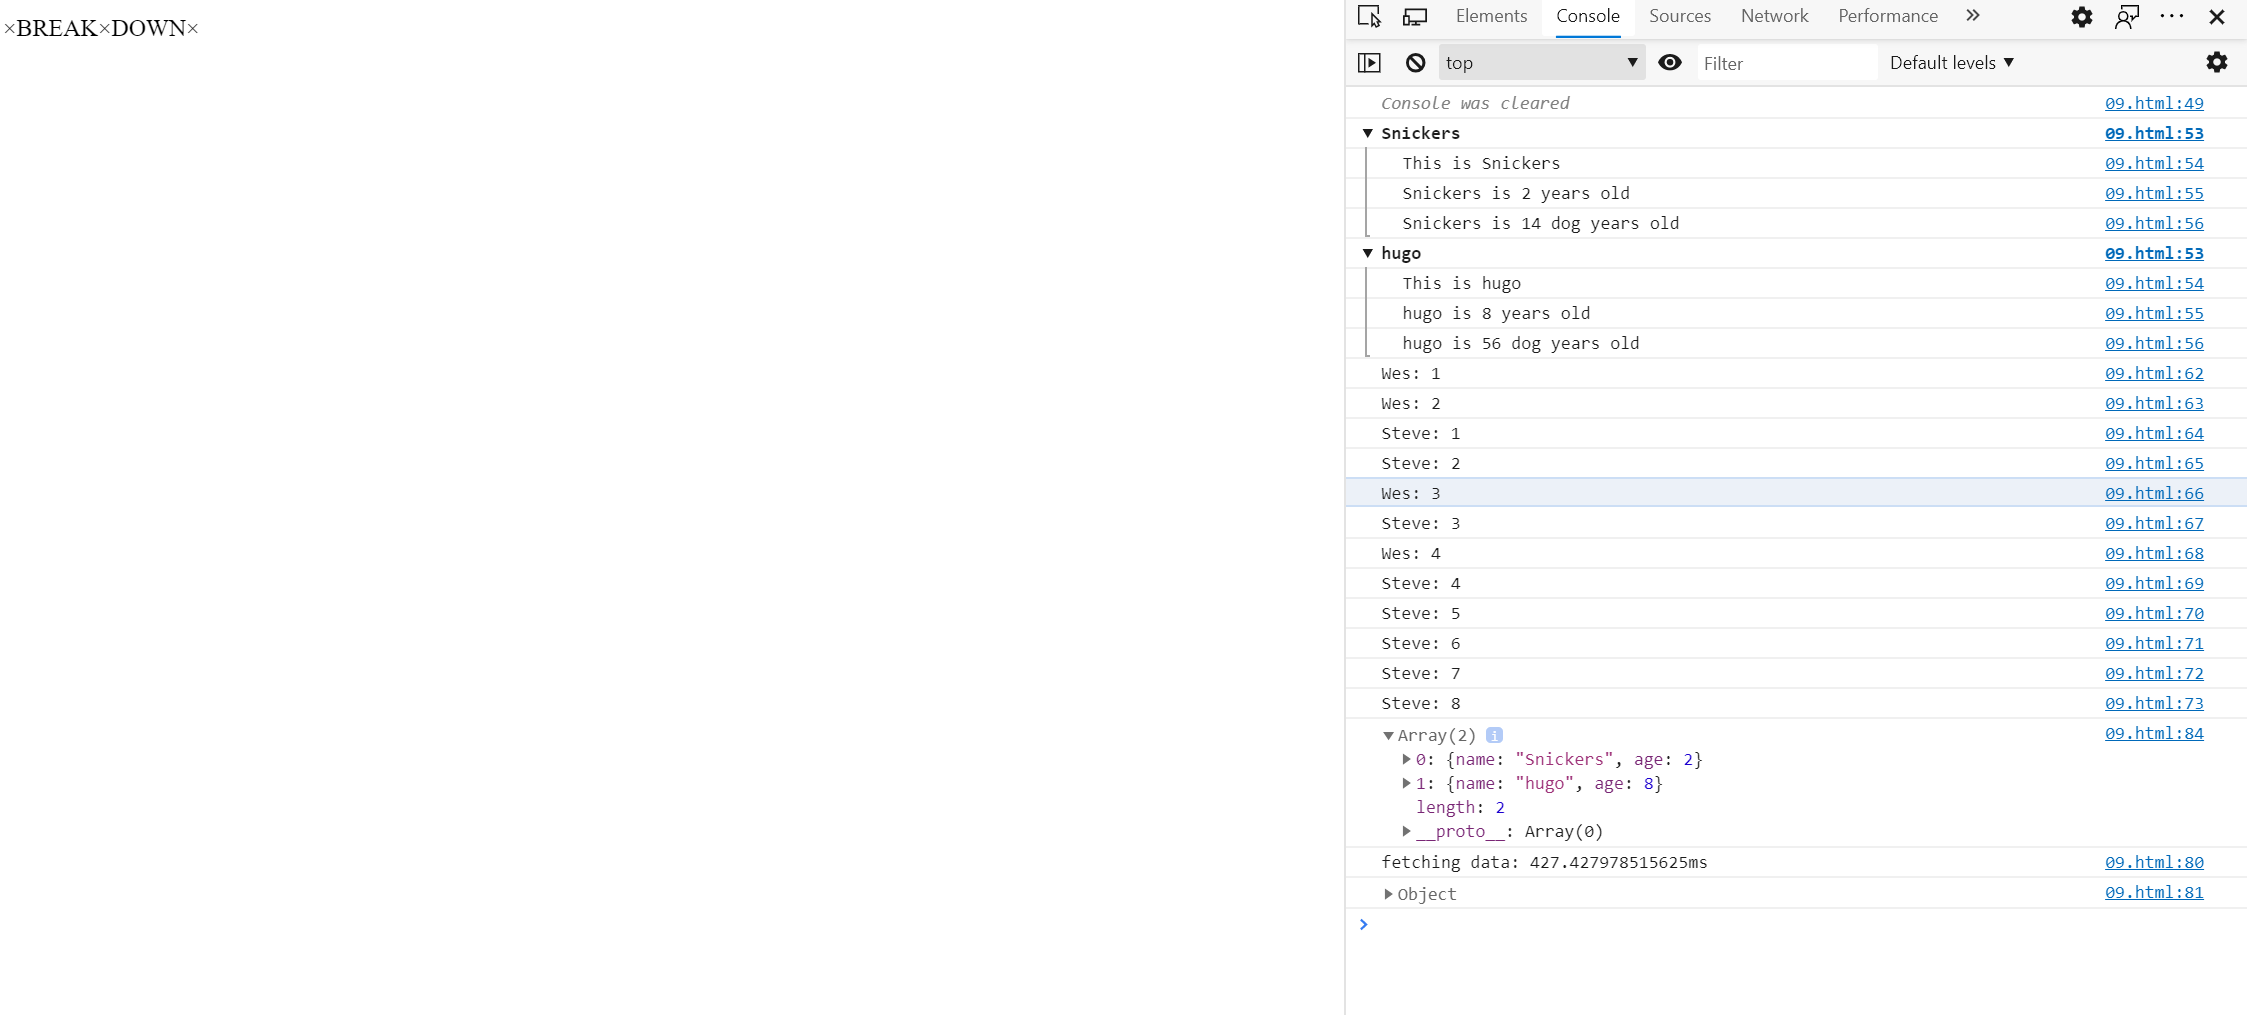 ×BREAK×DOWN×
Elements Console Sources Network Performance »
top ▼ Filter Default levels ▼
Console was cleared 09.html:49
▼ Snickers 09.html:53
This is Snickers 09.html:54
Snickers is 2 years old 09.html:55
Snickers is 14 dog years old 09.html:56
▼ hugo 09.html:53
This is hugo 09.html:54
hugo is 8 years old 09.html:55
hugo is 56 dog years old 09.html:56
Wes: 1 09.html:62
Wes: 2 09.html:63
Steve: 1 09.html:64
Steve: 2 09.html:65
Wes: 3 09.html:66
Steve: 3 09.html:67
Wes: 4 09.html:68
Steve: 4 09.html:69
Steve: 5 09.html:70
Steve: 6 09.html:71
Steve: 7 09.html:72
Steve: 8 09.html:73
▼Array(2) i 09.html:84
▶0: {name: "Snickers", age: 2}
▶1: {name: "hugo", age: 8}
length: 2
▶__proto__: Array(0)
fetching data: 427.427978515625ms 09.html:80
▶Object 09.html:81